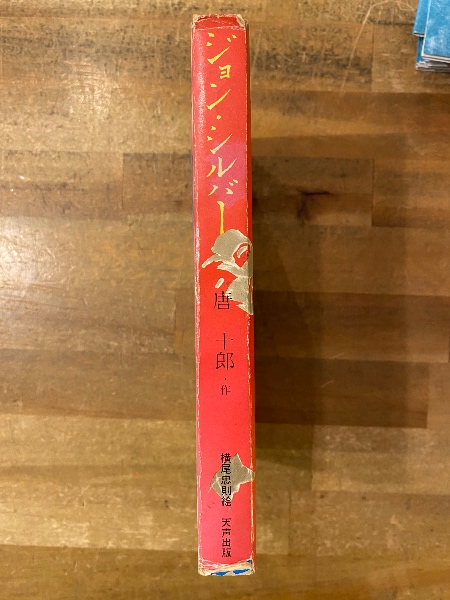 ジョン・シルバー
唐十郎・作
横尾忠則絵 天声出版